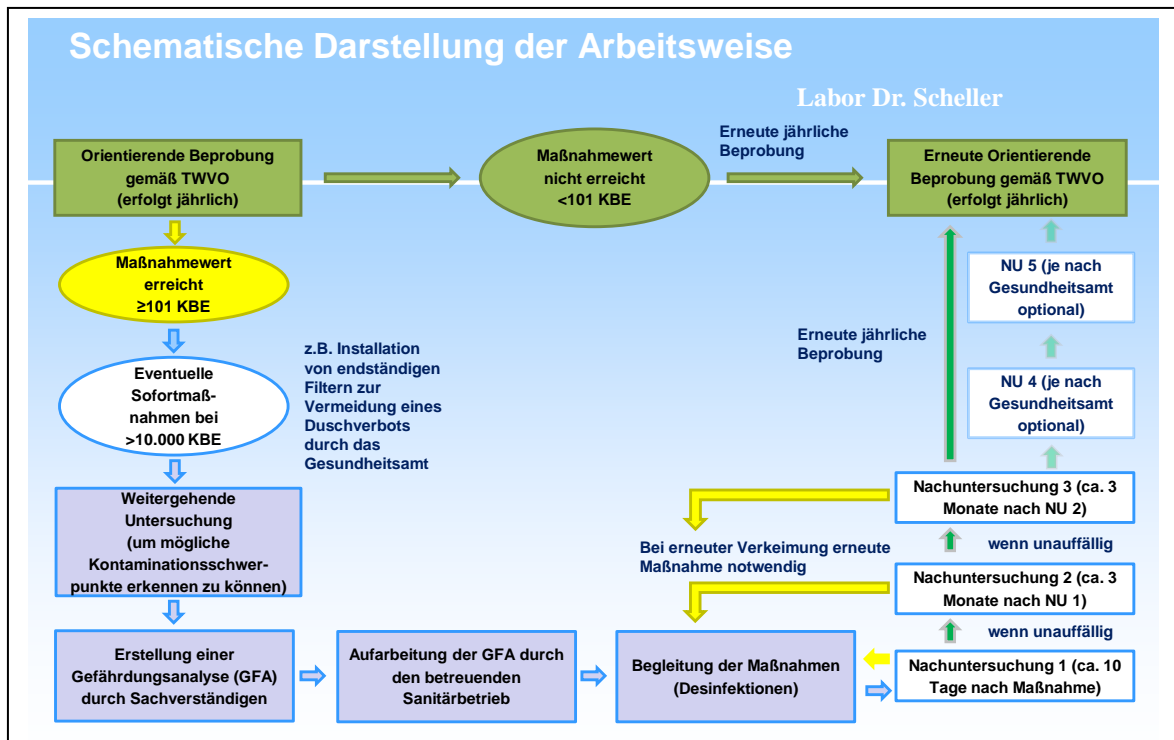 Schematische Darstellung der Arbeitsweise
Labor Dr. Scheller
Orientierende Beprobung
gemäß TWVO
(erfolgt jährlich)
Maßnahmewert
nicht erreicht
<101 KBE
Erneute jährliche
Beprobung
Erneute Orientierende
Beprobung gemäß TWVO
(erfolgt jährlich)
Maßnahmewert
erreicht
≥101 KBE
Eventuelle
Sofortmaß-
nahmen bei
>10.000 KBE
z.B. Installation
von endständigen
Filtern zur
Vermeidung eines
Duschverbots
durch das
Gesundheitsamt
Weitergehende
Untersuchung
(um mögliche
Kontaminationsschwer-
punkte erkennen zu können)
Erstellung einer
Gefährdungsanalyse (GFA)
durch Sachverständigen
Aufarbeitung der GFA durch
den betreuenden
Sanitärbetrieb
Begleitung der Maßnahmen
(Desinfektionen)
Nachuntersuchung 1 (ca. 10
Tage nach Maßnahme)
wenn unauffällig
Nachuntersuchung 2 (ca. 3
Monate nach NU 1)
wenn unauffällig
Nachuntersuchung 3 (ca. 3
Monate nach NU 2)
Bei erneuter Verkeimung erneute
Maßnahme notwendig
Erneute jährliche
Beprobung
NU 4 (je nach
Gesundheitsamt
optional)
NU 5 (je nach
Gesundheitsamt
optional)